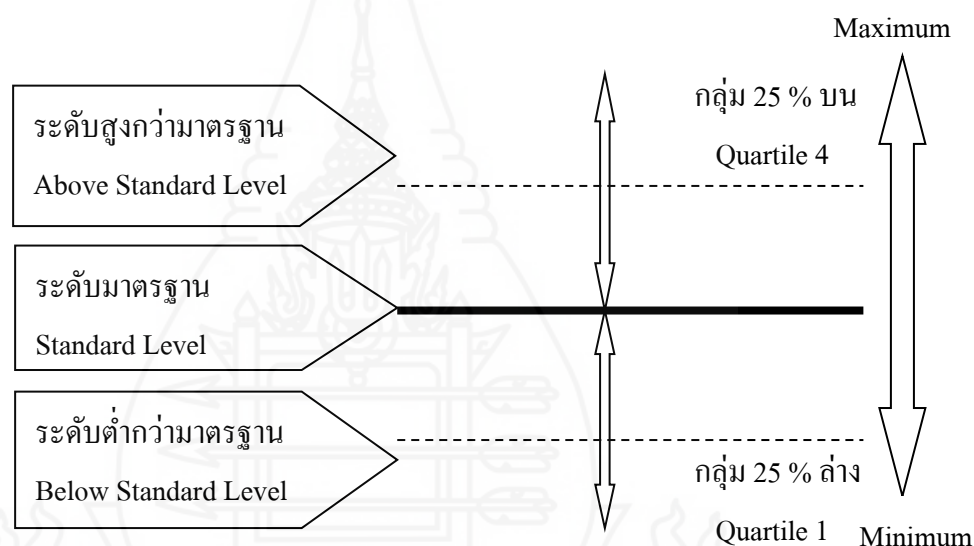 Maximum
กลุ่ม 25 % บน
Quartile 4
ระดับสูงกว่ามาตรฐาน
Above Standard Level
ระดับมาตรฐาน
Standard Level
ระดับต่ำกว่ามาตรฐาน
Below Standard Level
กลุ่ม 25 % ล่าง
Quartile 1
Minimum